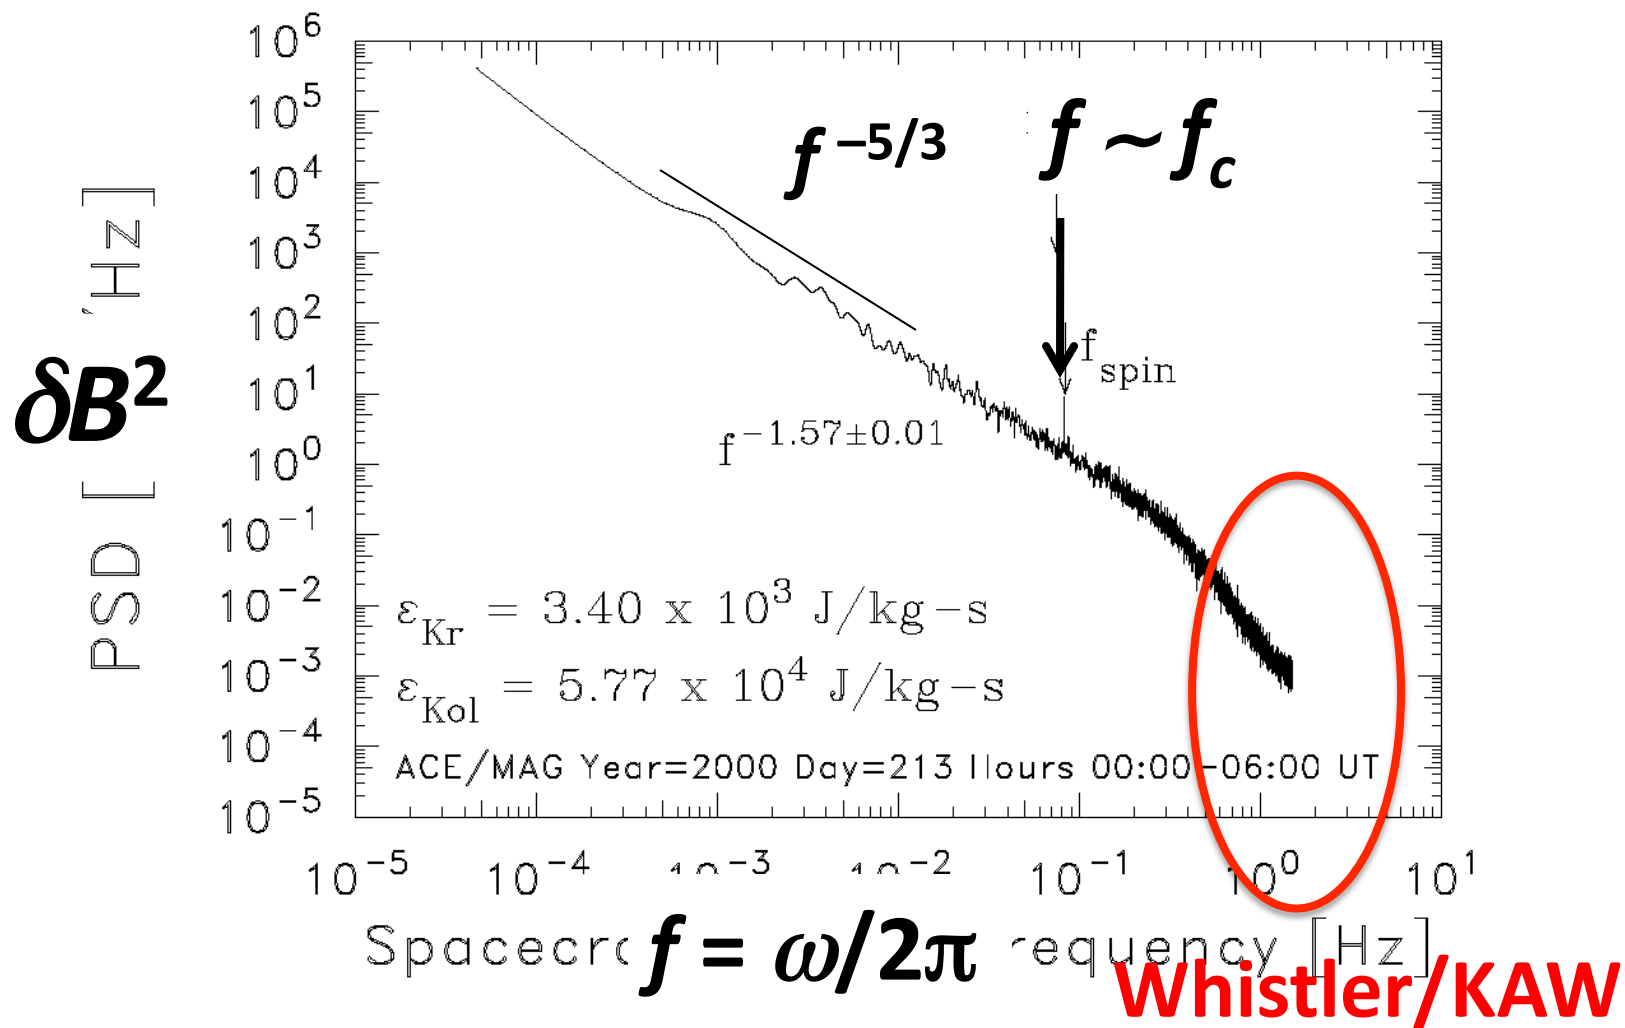 10^6
10^5
10^4
10^3
10^2
10^1
10^0
10^-1
10^-2
10^-3
10^-4
10^-5
PSD [ Hz]
δB²
f^–5/3
f ~ f_c
f_spin
f^-1.57±0.01
ε_Kr = 3.40 x 10^3 J/kg-s
ε_Kol = 5.77 x 10^4 J/kg-s
ACE/MAG Year=2000 Day=213 Hours 00:00-06:00 UT
10^-5 10^-4 10^-3 10^-2 10^-1 10^0 10^1
f = ω/2π [Hz]
Whistler/KAW